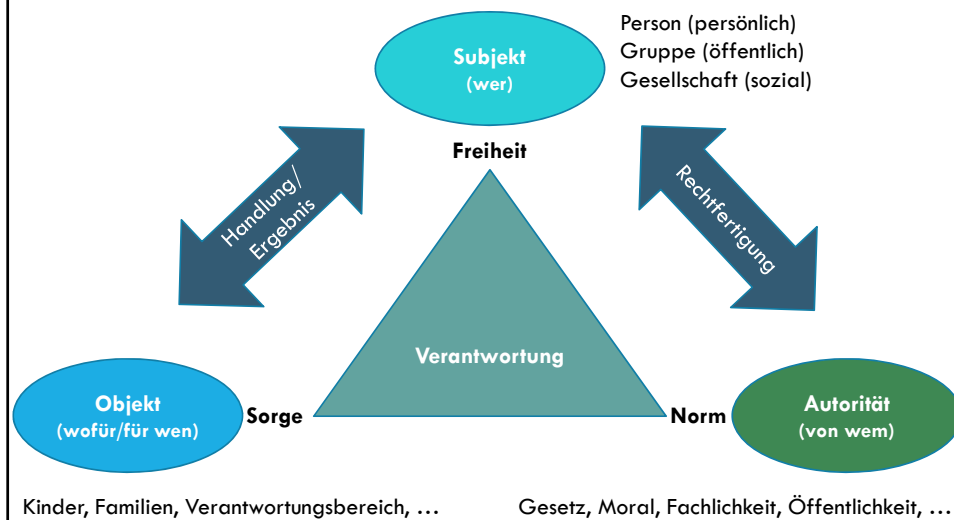 Person (persönlich)
Gruppe (öffentlich)
Gesellschaft (sozial)
Subjekt
(wer)
Freiheit
Handlung/
Ergebnis
Rechtfertigung
Verantwortung
Objekt
(wofür/für wen)
Sorge
Norm
Autorität
(von wem)
Kinder, Familien, Verantwortungsbereich, …
Gesetz, Moral, Fachlichkeit, Öffentlichkeit, …